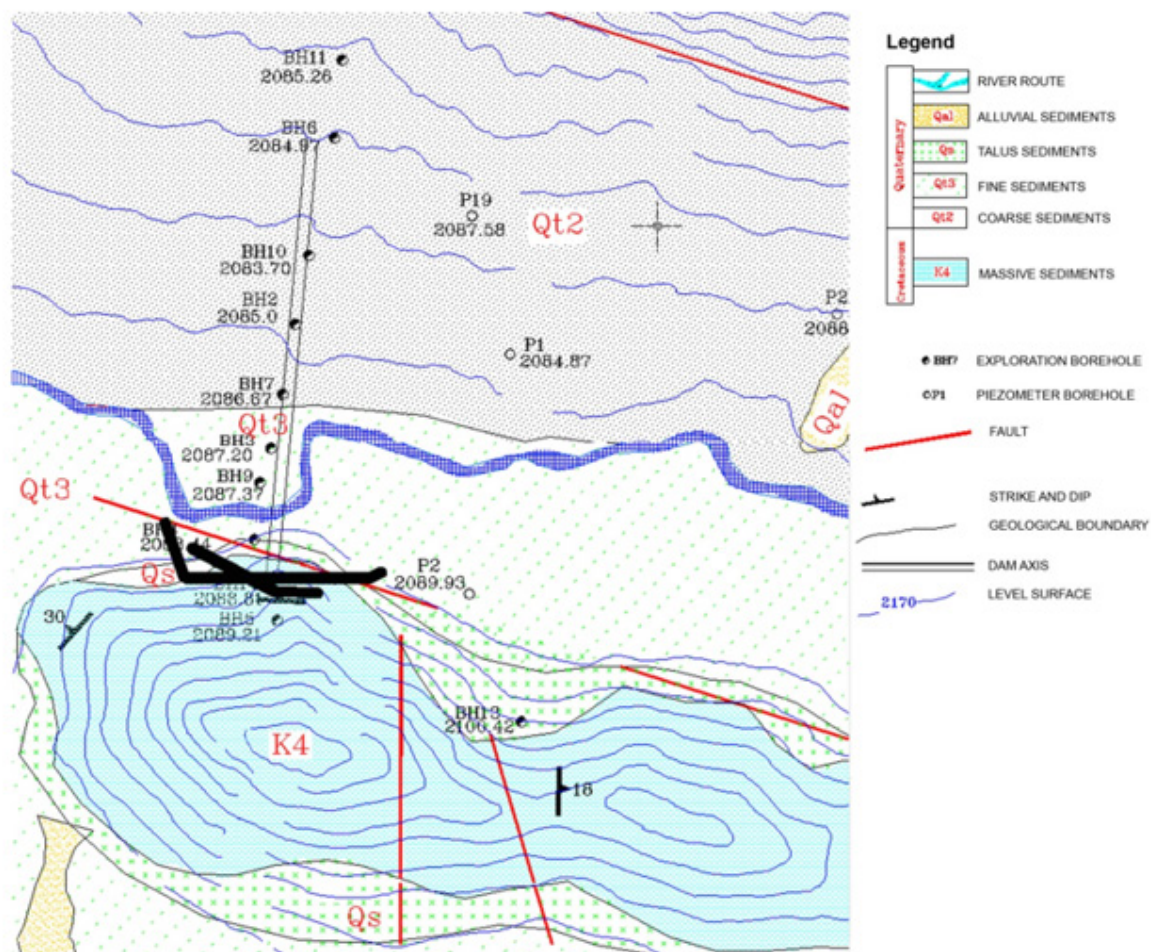 BH11
2085.26
BH6
2084.97
P19
2087.58
Qt2
BH10
2083.70
BH2
2085.0
P2
2088
P1
2084.87
BH7
2086.67
Qt3
Qal
BH3
2087.20
BH9
2087.37
Qt3
P2
2089.93
Qs
BH5
2089.21
30
BH13
2106.42
K4
18
Qs
Legend
Quaternary
RIVER ROUTE
Qal ALLUVIAL SEDIMENTS
Qs TALUS SEDIMENTS
Qt3 FINE SEDIMENTS
Qt2 COARSE SEDIMENTS
Cretaceous
K4 MASSIVE SEDIMENTS
BH7 EXPLORATION BOREHOLE
P1 PIEZOMETER BOREHOLE
FAULT
STRIKE AND DIP
GEOLOGICAL BOUNDARY
DAM AXIS
2170 LEVEL SURFACE